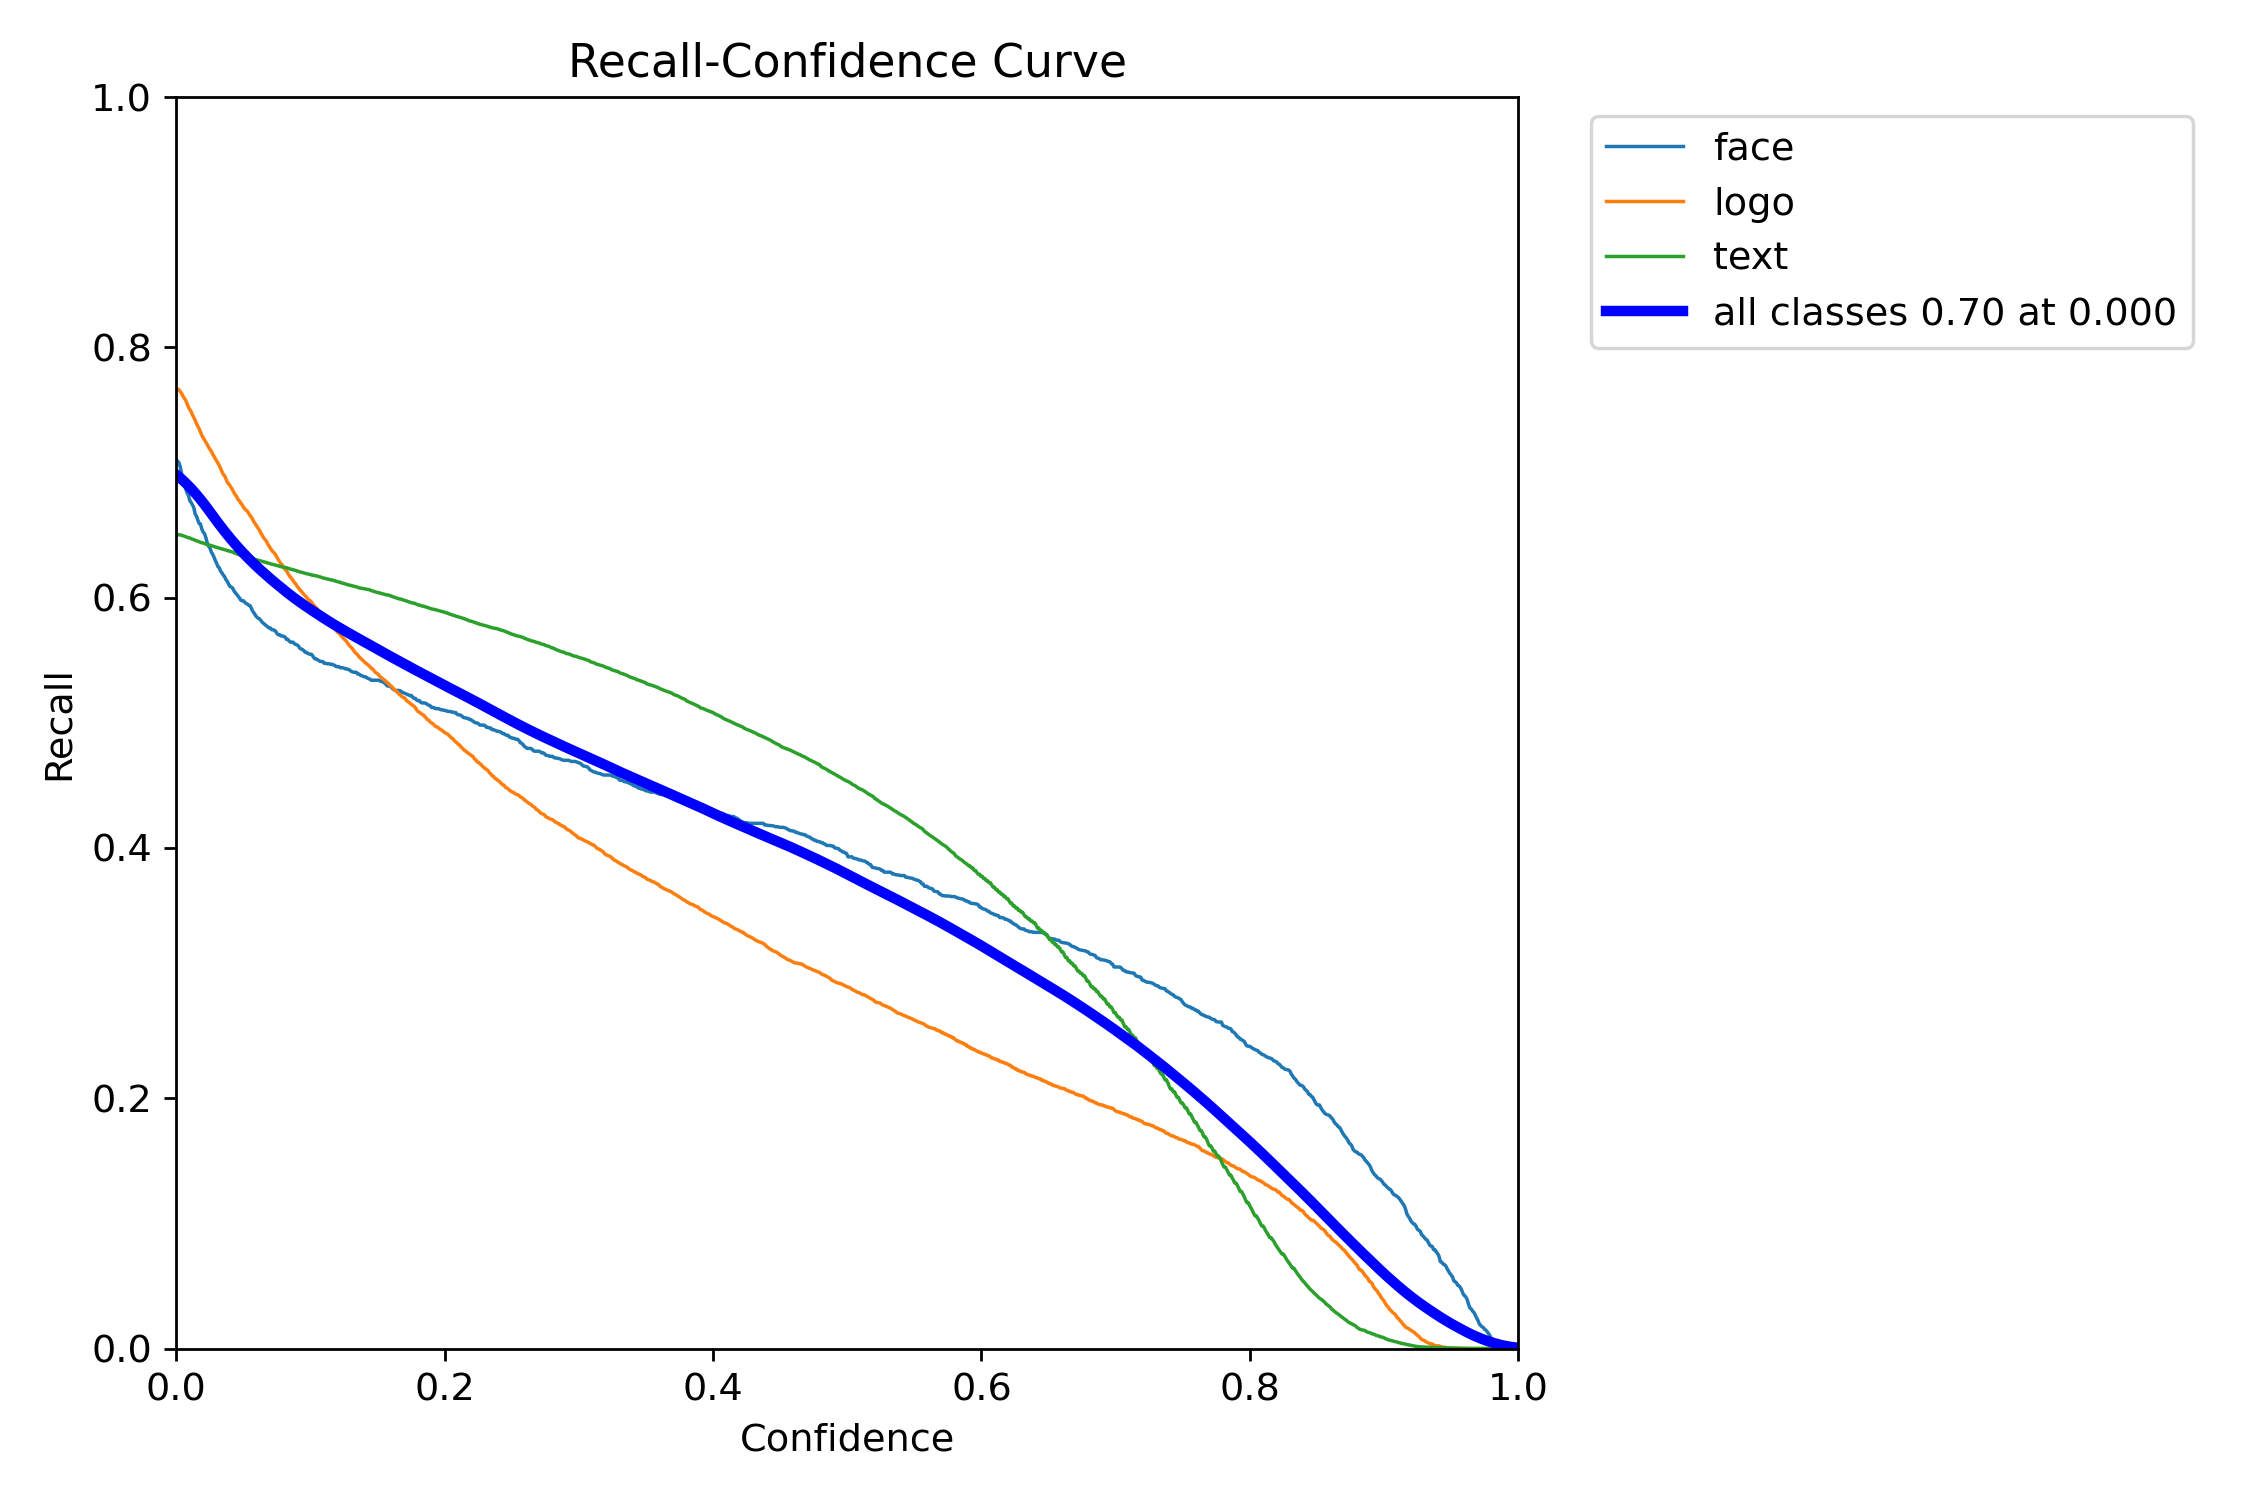 Recall-Confidence Curve
1.0
0.8
0.6
0.4
0.2
0.0
Recall
0.0 0.2 0.4 0.6 0.8 1.0
Confidence
face
logo
text
all classes 0.70 at 0.000